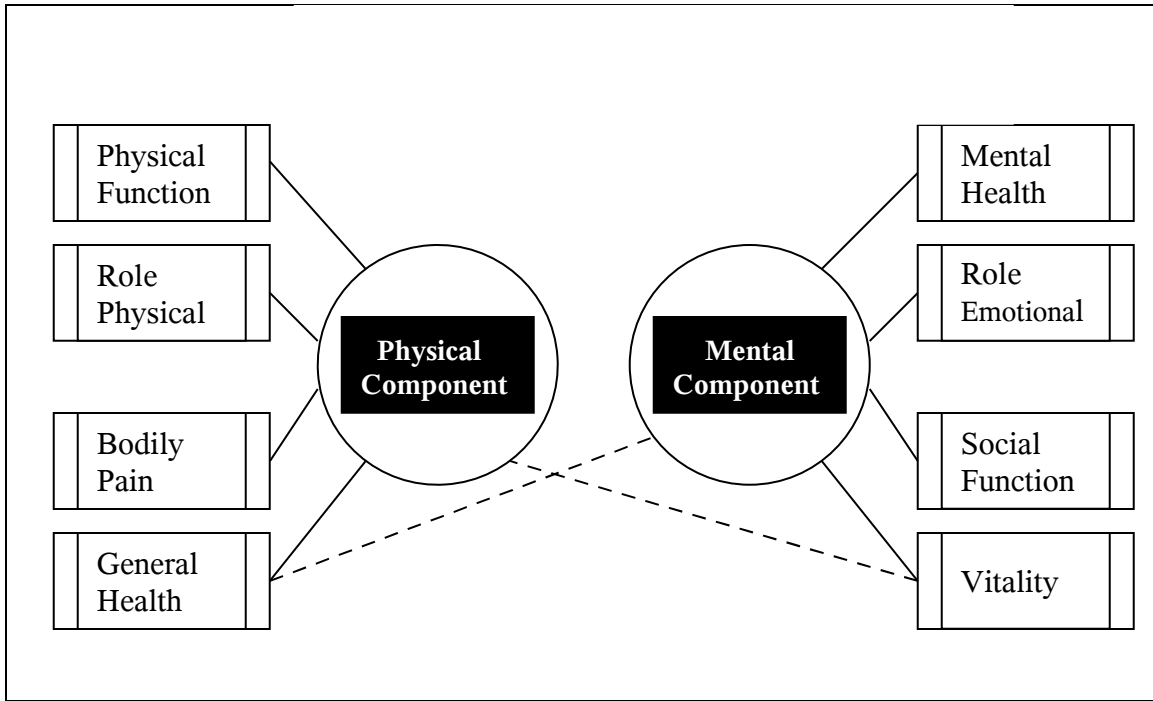 Physical
Function
Role
Physical
Bodily
Pain
General
Health
Physical
Component
Mental
Component
Mental
Health
Role
Emotional
Social
Function
Vitality